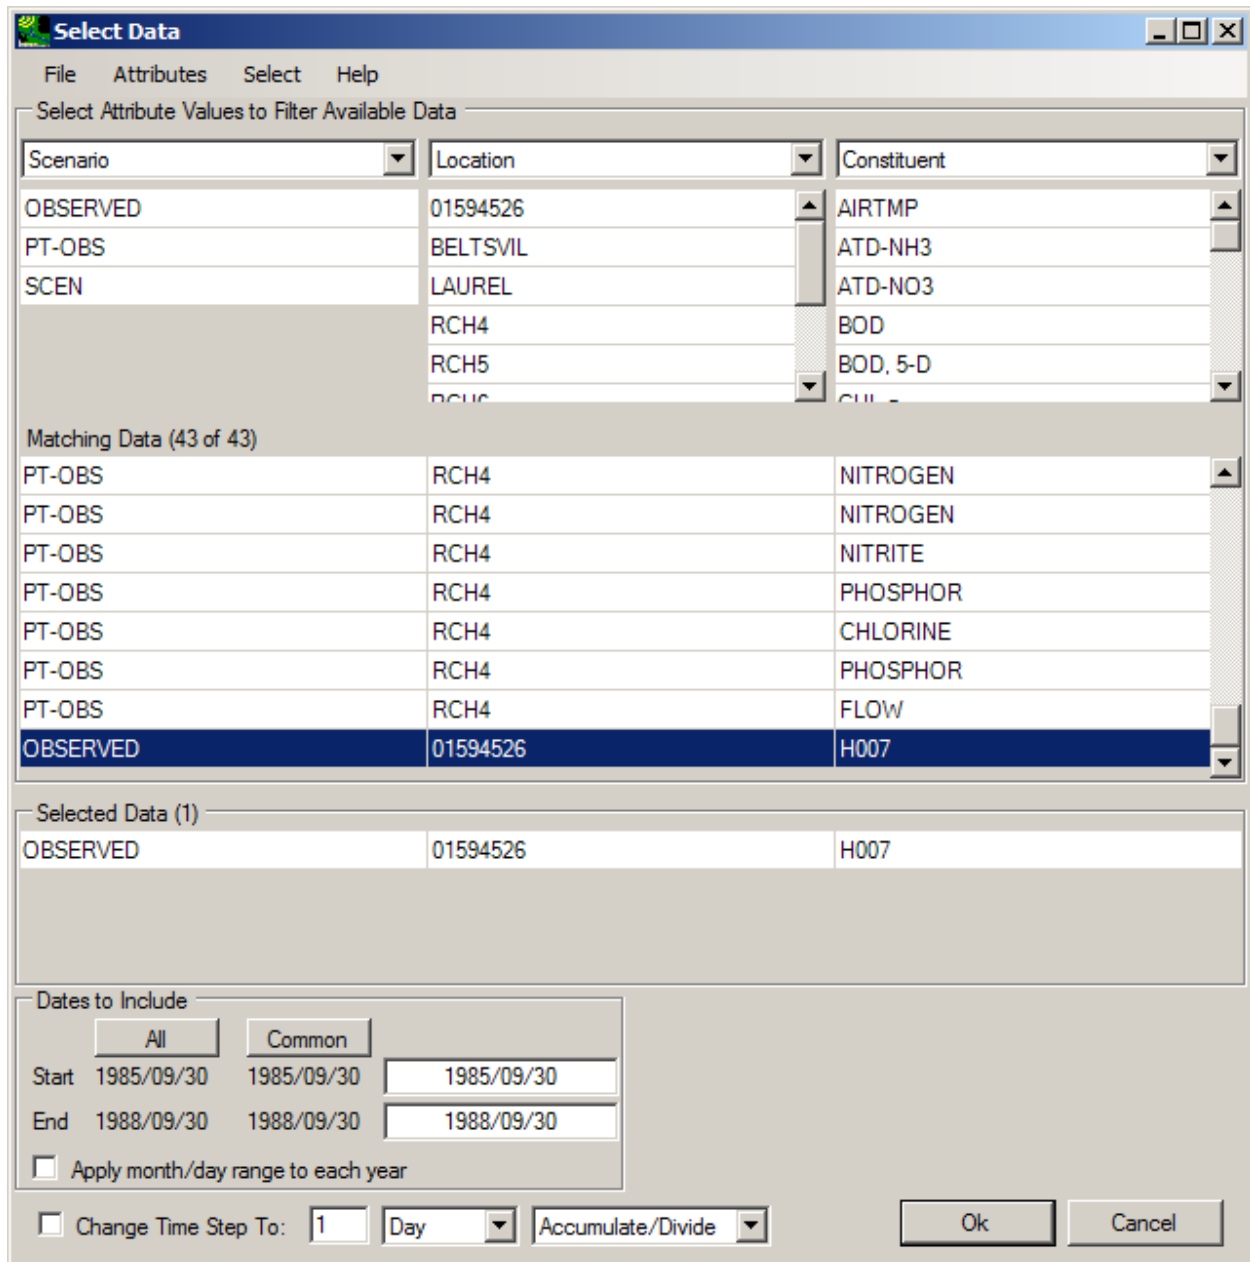 Select Data
File Attributes Select Help
Select Attribute Values to Filter Available Data
Scenario Location Constituent
OBSERVED 01594526 AIRTMP
PT-OBS BELTSVIL ATD-NH3
SCEN LAUREL ATD-NO3
RCH4 BOD
RCH5 BOD, 5-D
Matching Data (43 of 43)
PT-OBS RCH4 NITROGEN
PT-OBS RCH4 NITROGEN
PT-OBS RCH4 NITRITE
PT-OBS RCH4 PHOSPHOR
PT-OBS RCH4 CHLORINE
PT-OBS RCH4 PHOSPHOR
PT-OBS RCH4 FLOW
OBSERVED 01594526 H007
Selected Data (1)
OBSERVED 01594526 H007
Dates to Include
All Common
Start 1985/09/30 1985/09/30 1985/09/30
End 1988/09/30 1988/09/30 1988/09/30
Apply month/day range to each year
Change Time Step To: 1 Day Accumulate/Divide Ok Cancel